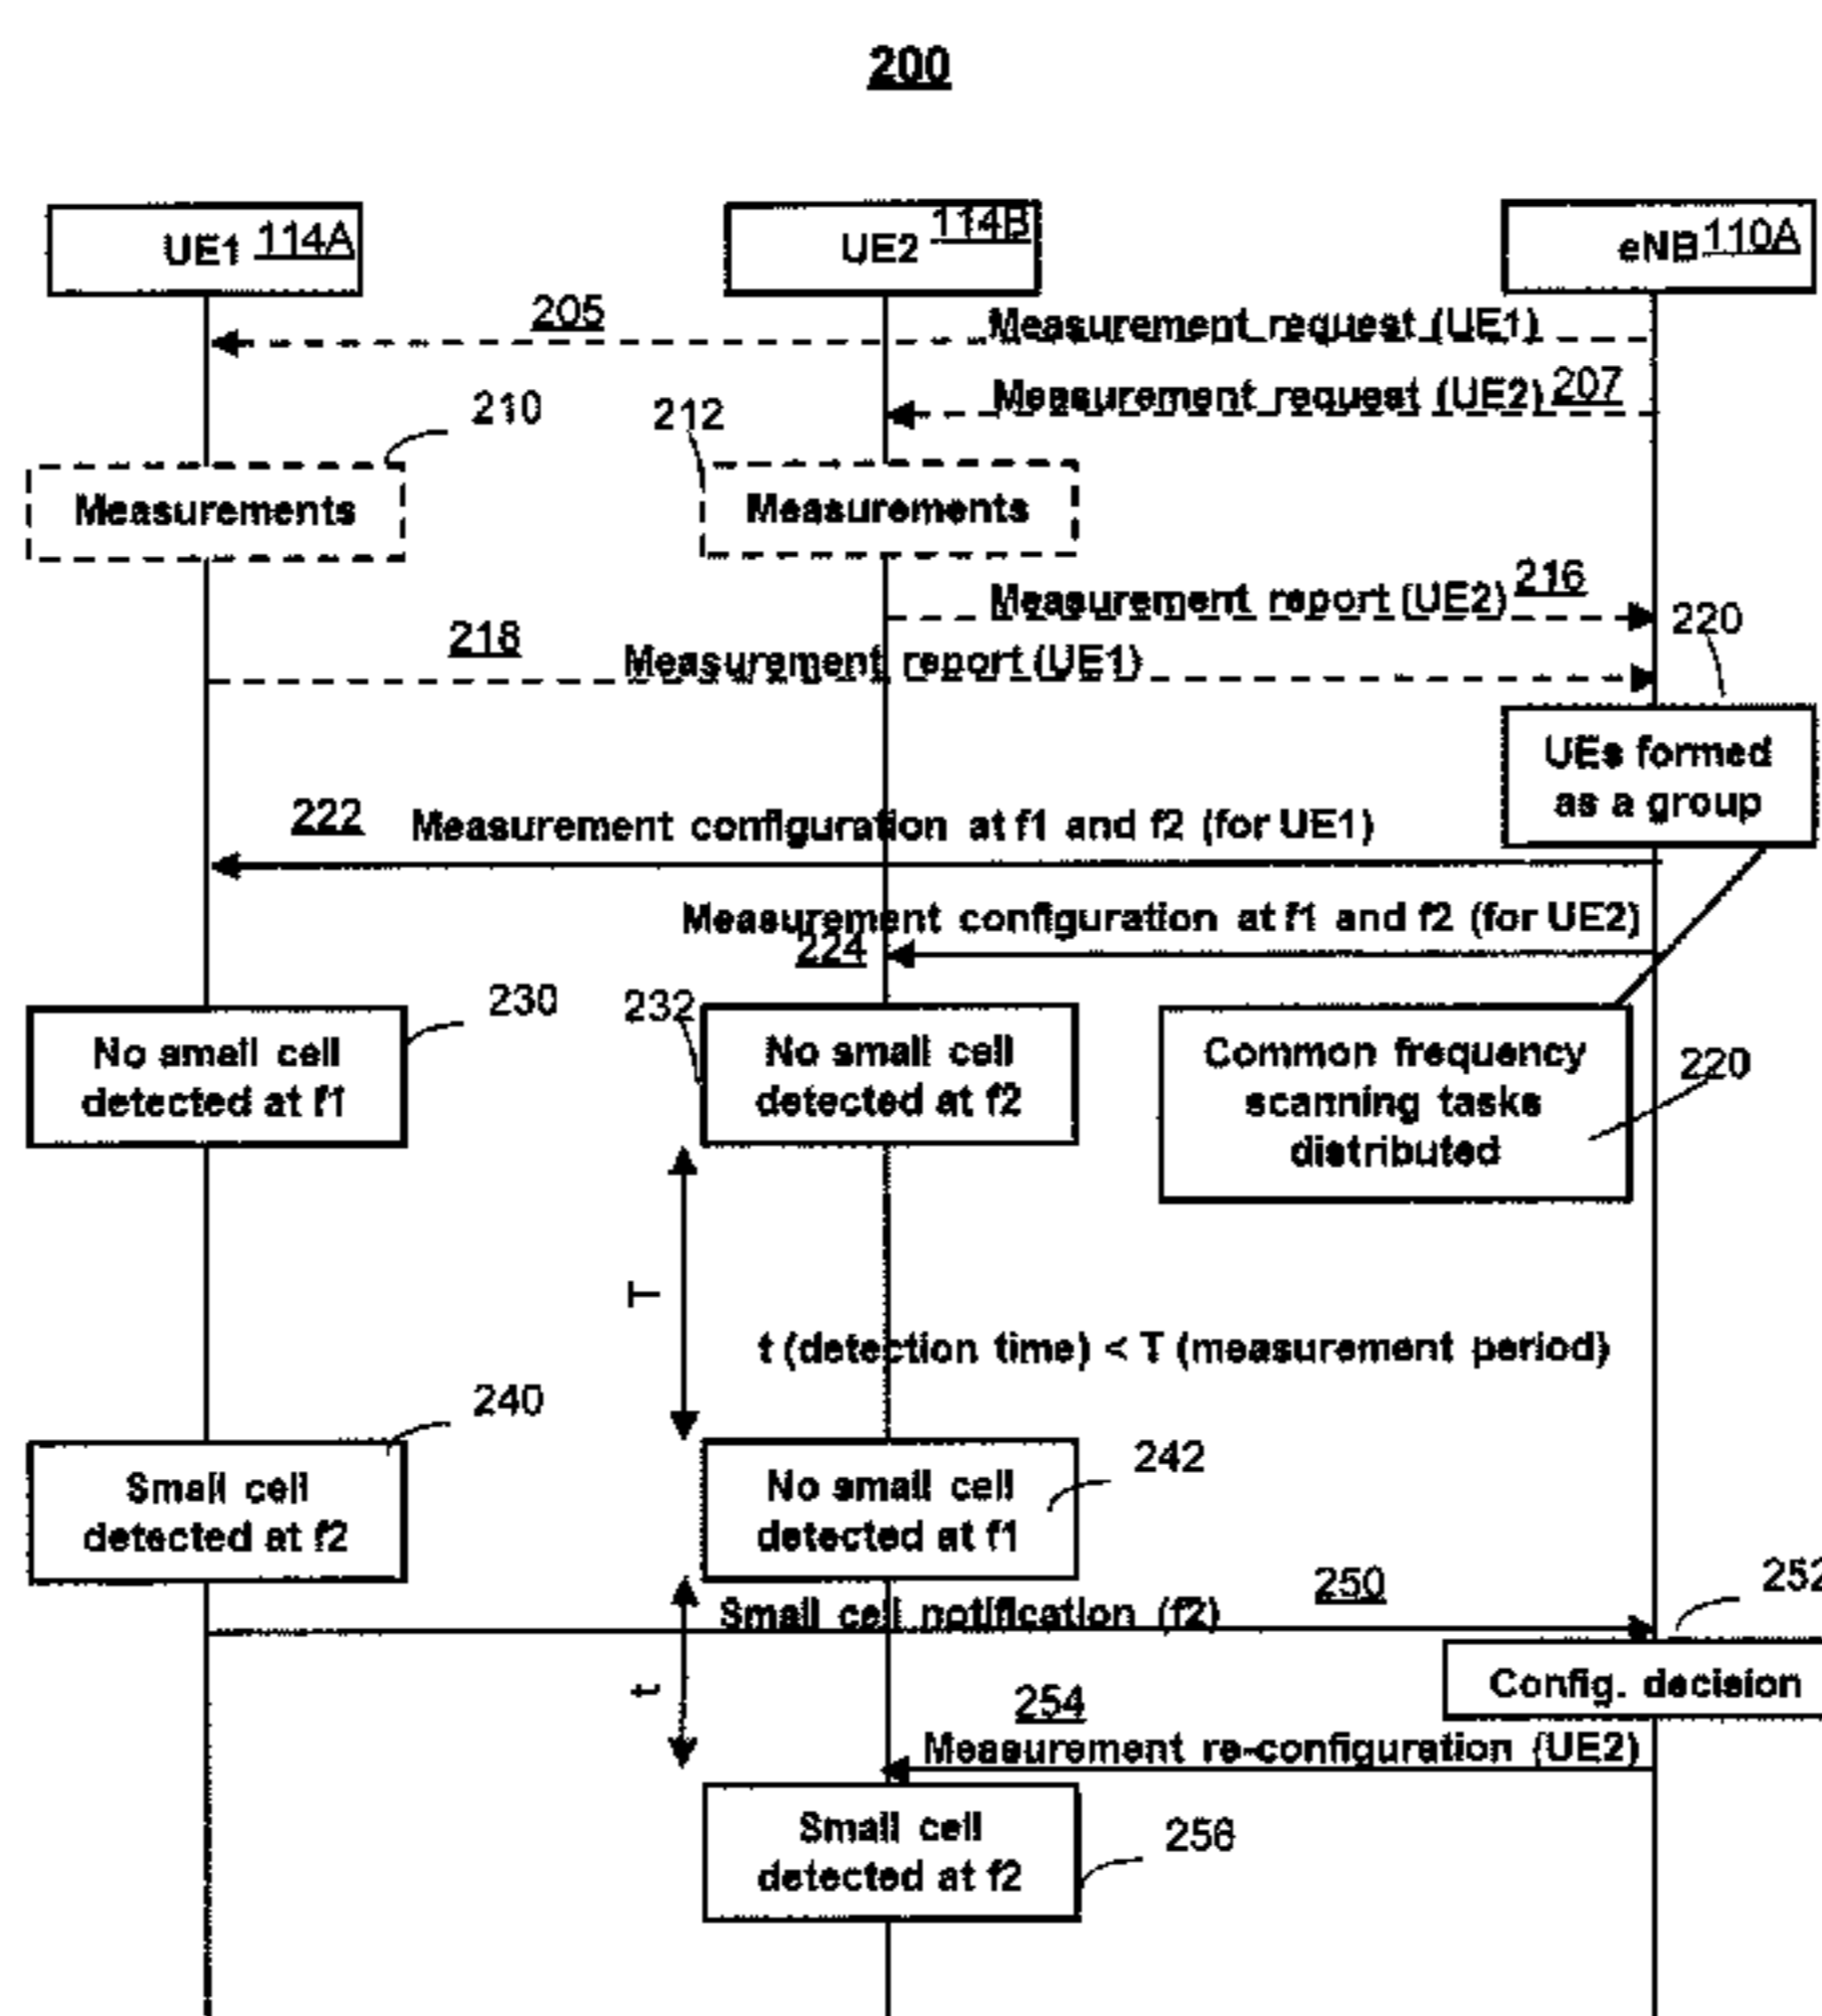 200
UE1 114A
UE2 114B
eNB 110A
205
Measurement request (UE1)
Measurement request (UE2) 207
210
212
Measurements
Measurements
Measurement report (UE2) 216
218
Measurement report (UE1)
220
UEs formed
as a group
222
Measurement configuration at f1 and f2 (for UE1)
Measurement configuration at f1 and f2 (for UE2)
224
230
232
No small cell
detected at f1
No small cell
detected at f2
Common frequency
scanning tasks
distributed
220
T
t (detection time) < T (measurement period)
240
242
Small cell
detected at f2
No small cell
detected at f1
250
252
Small cell notification (f2)
Config. decision
t
254
Measurement re-configuration (UE2)
Small cell
detected at f2
256